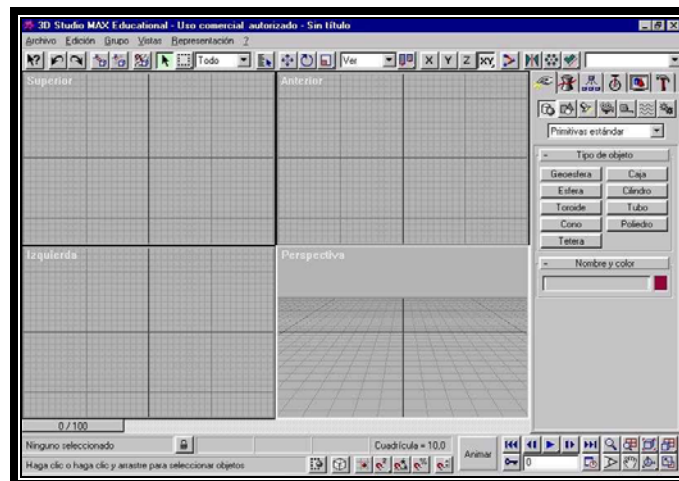 3D Studio MAX Educational - Uso comercial autorizado - Sin título
Archivo Edición Grupo Vistas Representación ?
Todo Ver X Y Z XY
Superior
Anterior
Primitivas estándar
- Tipo de objeto
Geoesfera Caja
Esfera Cilindro
Toroide Tubo
Cono Poliedro
Tetera
Izquierda
Perspectiva
- Nombre y color
0 / 100
Ninguno seleccionado
Cuadrícula = 10,0
Animar
Haga clic o haga clic y arrastre para seleccionar objetos
0